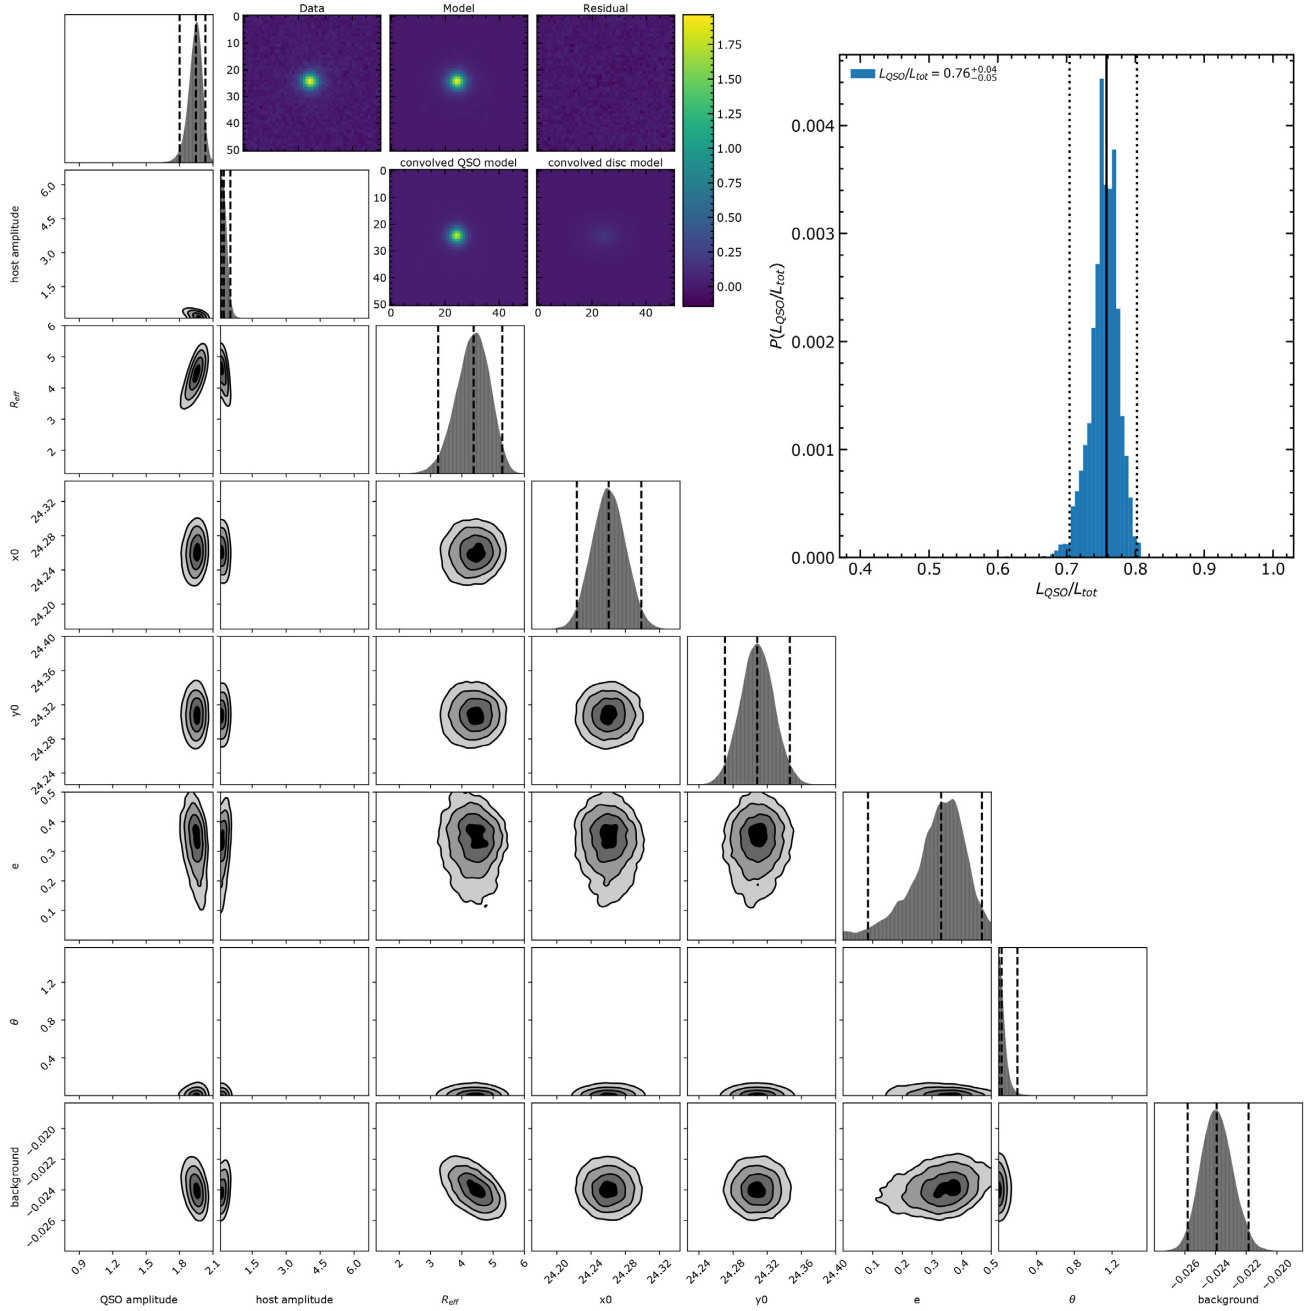 Data
Model
Residual
0
20
40
50
convolved QSO model
convolved disc model
0
10
20
30
40
50
0
20
40
0
20
40
1.75
1.50
1.25
1.00
0.75
0.50
0.25
0.00
L_QSO/L_tot = 0.76^{+0.04}_{-0.05}
P(L_QSO/L_tot)
0.004
0.003
0.002
0.001
0.000
0.4 0.5 0.6 0.7 0.8 0.9 1.0
L_QSO/L_tot
host amplitude
6.0
4.5
3.0
1.5
R_eff
6
5
4
3
2
x0
24.32
24.28
24.24
24.20
y0
24.40
24.36
24.32
24.28
24.24
e
0.5
0.4
0.3
0.2
0.1
θ
1.2
0.8
0.4
background
−0.020
−0.022
−0.024
−0.026
0.9 1.2 1.5 1.8 2.1
1.5 3.0 4.5 6.0
2 3 4 5 6
24.20 24.24 24.28 24.32
24.24 24.28 24.32 24.36 24.40
0.1 0.2 0.3 0.4 0.5
0.4 0.8 1.2
−0.026 −0.024 −0.022 −0.020
QSO amplitude
host amplitude
R_eff
x0
y0
e
θ
background